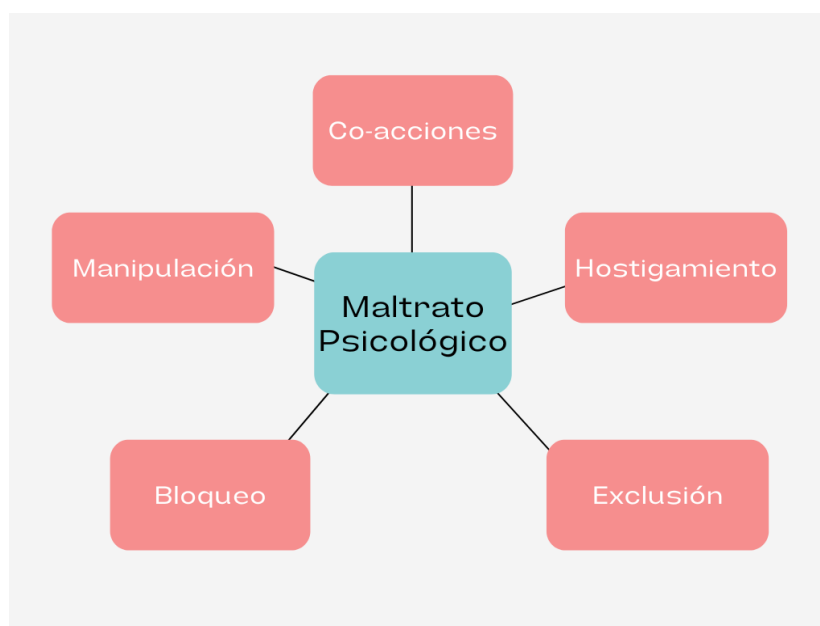 Co-acciones
Manipulación
Hostigamiento
Maltrato
Psicológico
Bloqueo
Exclusión